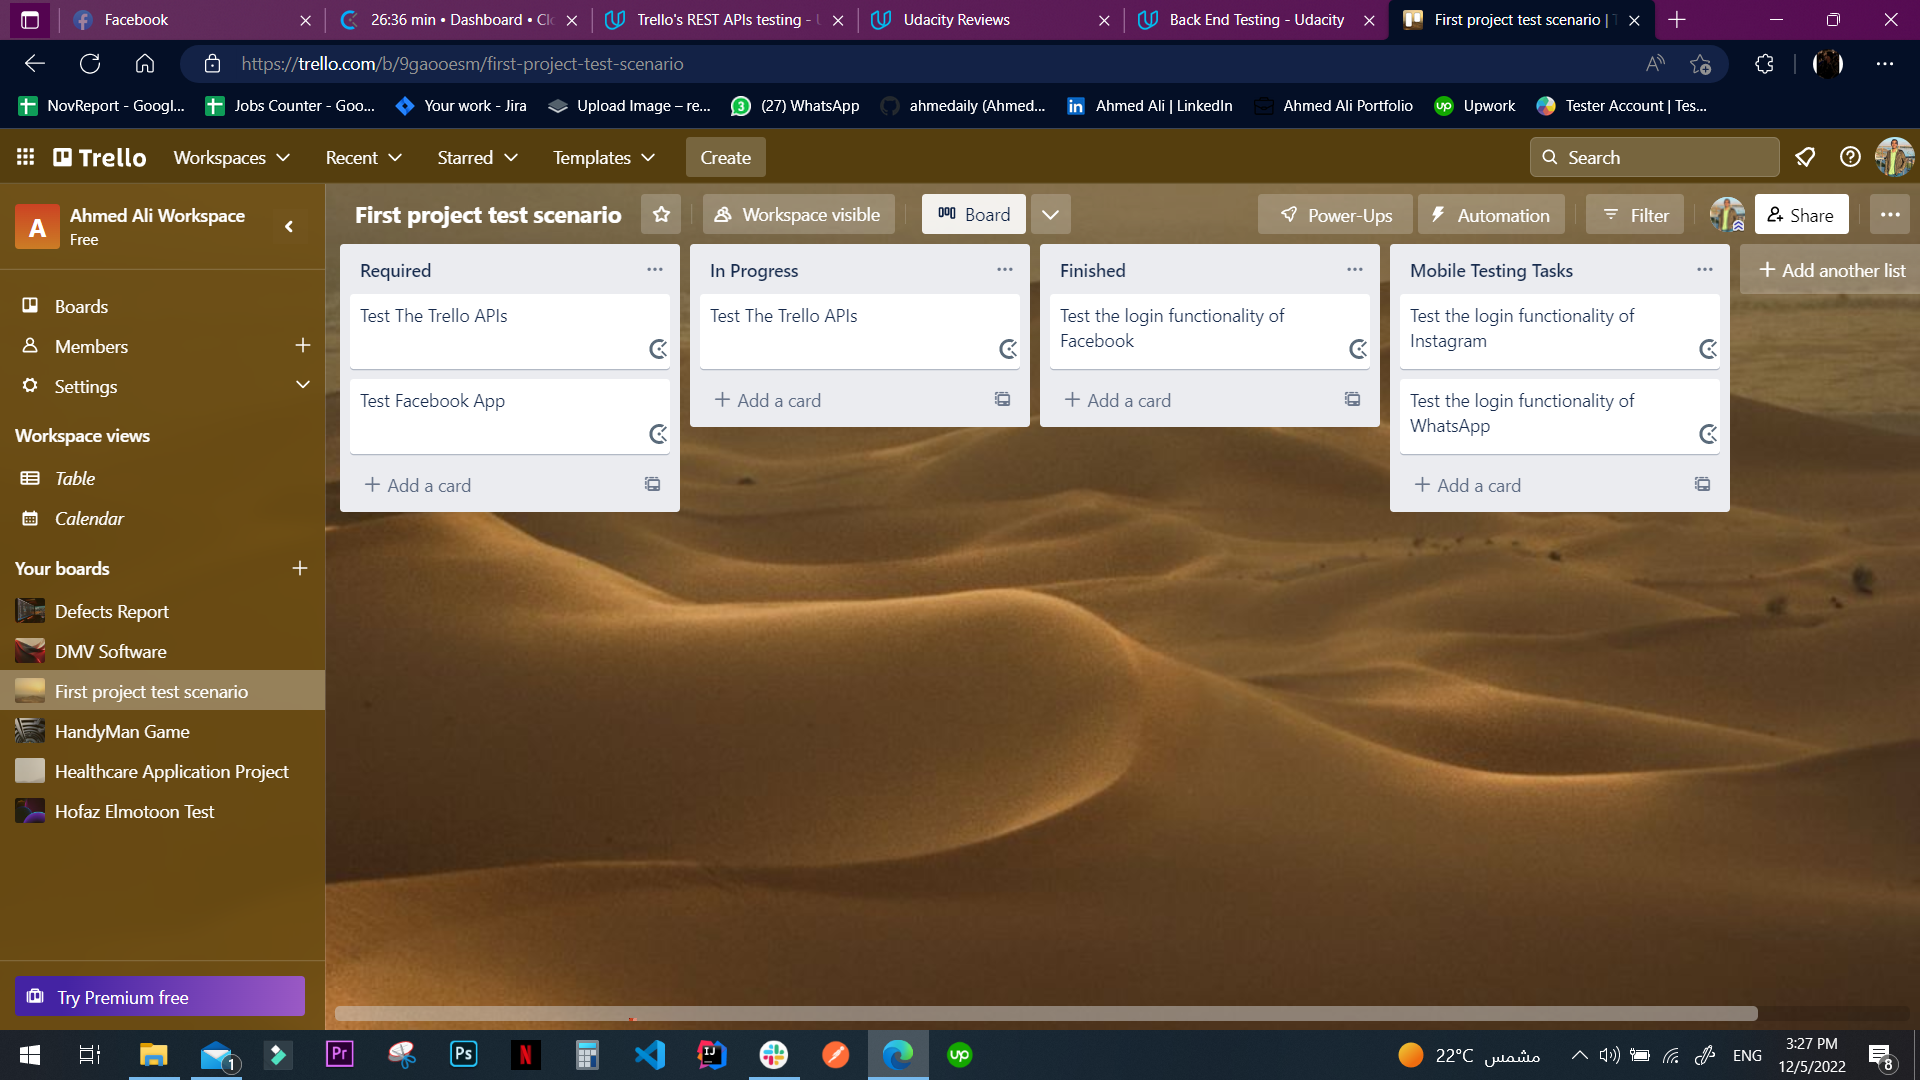 Facebook
26:36 min • Dashboard • Clo
Trello's REST APIs testing - U
Udacity Reviews
Back End Testing - Udacity
First project test scenario | T
https://trello.com/b/9gaooesm/first-project-test-scenario
NovReport - Googl...
Jobs Counter - Goo...
Your work - Jira
Upload Image – re...
3
(27) WhatsApp
ahmedaily (Ahmed...
in
Ahmed Ali | LinkedIn
Ahmed Ali Portfolio
up
Upwork
Tester Account | Tes...
Trello
Workspaces
Recent
Starred
Templates
Create
Search
A
Ahmed Ali Workspace
Free
First project test scenario
Workspace visible
Board
Power-Ups
Automation
Filter
Share
Boards
Members
Settings
Workspace views
Table
Calendar
Your boards
Defects Report
DMV Software
First project test scenario
HandyMan Game
Healthcare Application Project
Hofaz Elmotoon Test
Try Premium free
Required
Test The Trello APIs
Test Facebook App
+ Add a card
In Progress
Test The Trello APIs
+ Add a card
Finished
Test the login functionality of
Facebook
+ Add a card
Mobile Testing Tasks
Test the login functionality of
Instagram
Test the login functionality of
WhatsApp
+ Add a card
+ Add another list
1
Pr
Ps
N
IJ
up
22°C مشمس
ENG
3:27 PM
12/5/2022
8